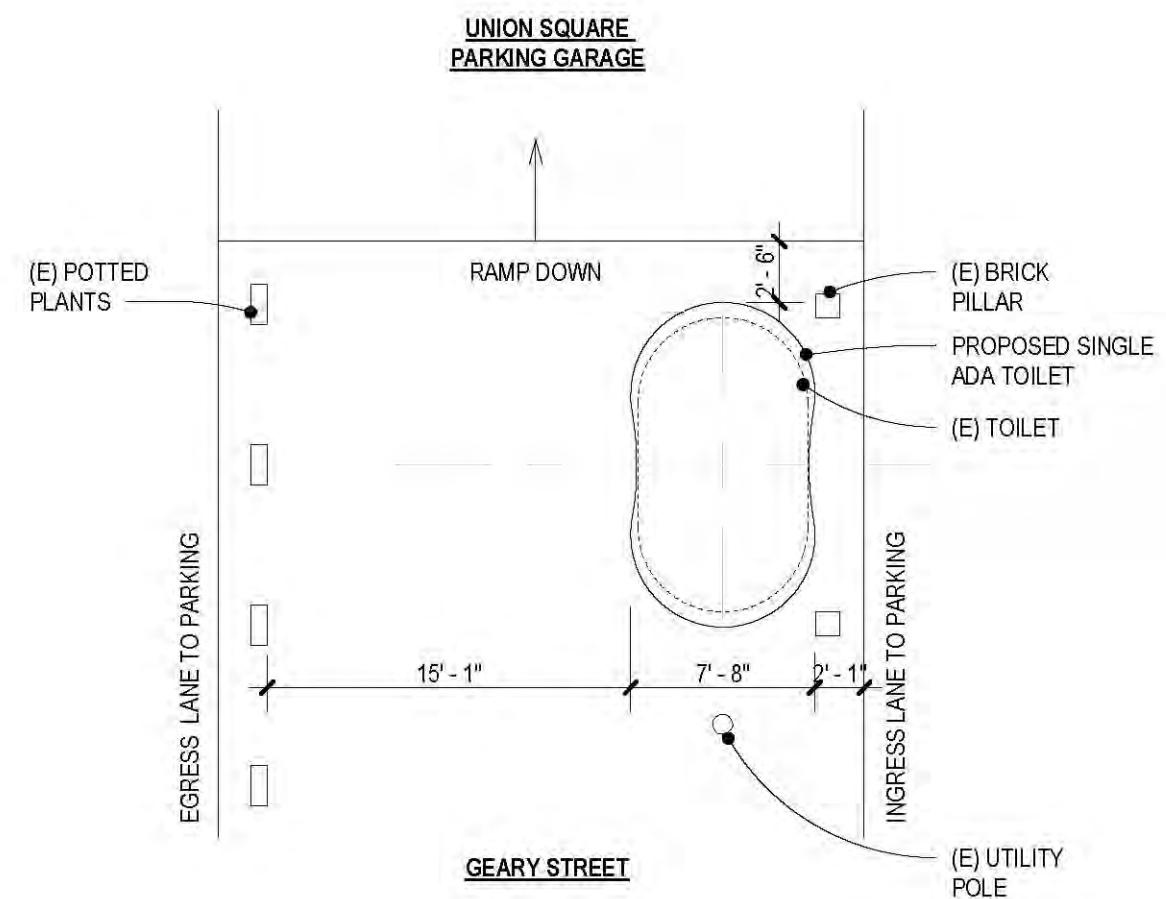 UNION SQUARE
PARKING GARAGE
RAMP DOWN
2' - 6"
(E) POTTED
PLANTS
(E) BRICK
PILLAR
PROPOSED SINGLE
ADA TOILET
(E) TOILET
EGRESS LANE TO PARKING
15' - 1"
7' - 8"
2' - 1"
INGRESS LANE TO PARKING
GEARY STREET
(E) UTILITY
POLE